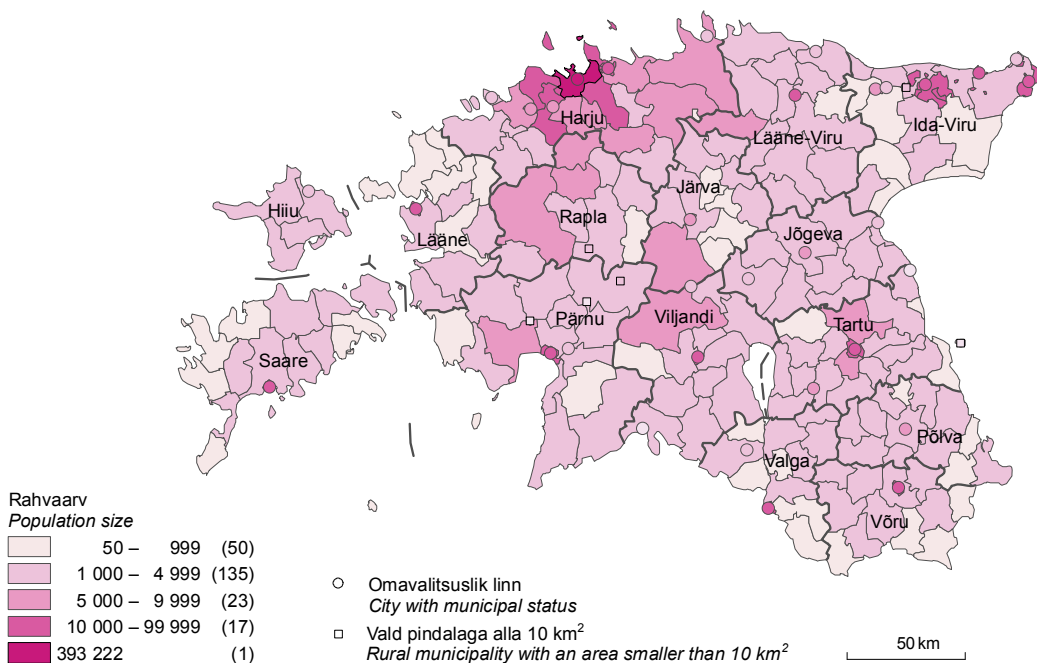 Harju
Ida-Viru
Lääne-Viru
Järva
Hiiu
Rapla
Lääne
Jõgeva
Pärnu
Viljandi
Tartu
Saare
Põlva
Valga
Võru
Rahvaarv
Population size
50 – 999 (50)
1 000 – 4 999 (135)
5 000 – 9 999 (23)
10 000 – 99 999 (17)
393 222 (1)
Omavalitsuslik linn
City with municipal status
Vald pindalaga alla 10 km²
Rural municipality with an area smaller than 10 km²
50 km